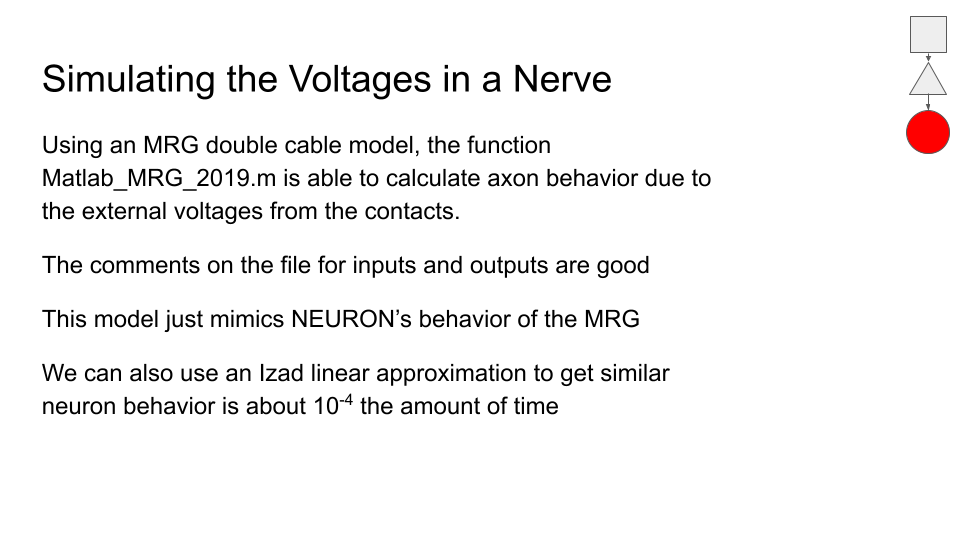 Simulating the Voltages in a Nerve
Using an MRG double cable model, the function
Matlab_MRG_2019.m is able to calculate axon behavior due to
the external voltages from the contacts.
The comments on the file for inputs and outputs are good
This model just mimics NEURON’s behavior of the MRG
We can also use an Izad linear approximation to get similar
neuron behavior is about 10⁻⁴ the amount of time